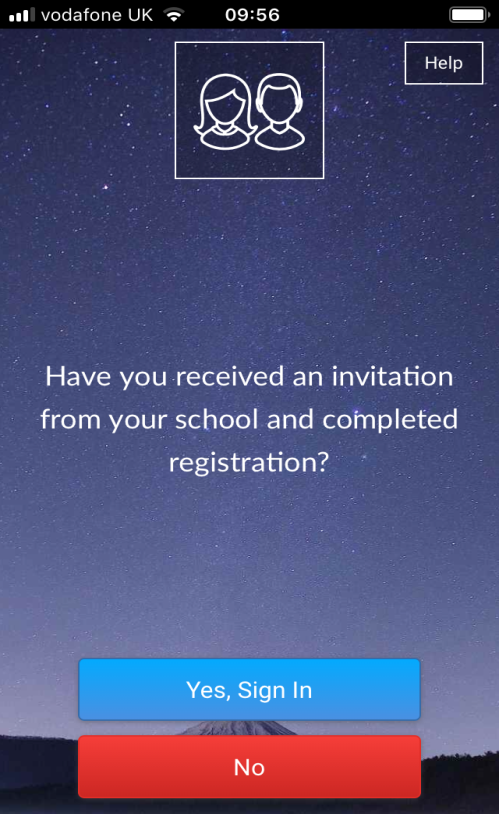 vodafone UK 09:56
Help
Have you received an invitation
from your school and completed
registration?
Yes, Sign In
No